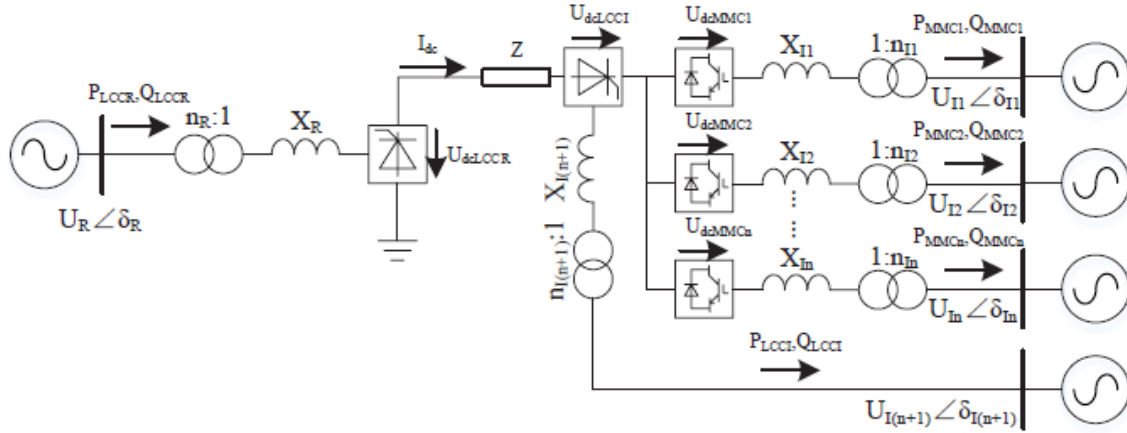 U_dcLCCI
U_dcMMC1
P_MMC1,Q_MMC1
I_dc
Z
X_I1
1:n_I1
U_I1∠δ_I1
P_LCCR,Q_LCCR
n_R:1
X_R
U_dcLCCR
U_R∠δ_R
U_dcMMC2
P_MMC2,Q_MMC2
X_I2
1:n_I2
U_I2∠δ_I2
X_I(n+1)
n_I(n+1):1
U_dcMMCn
P_MMCn,Q_MMCn
X_In
1:n_In
U_In∠δ_In
P_LCCI,Q_LCCI
U_I(n+1)∠δ_I(n+1)